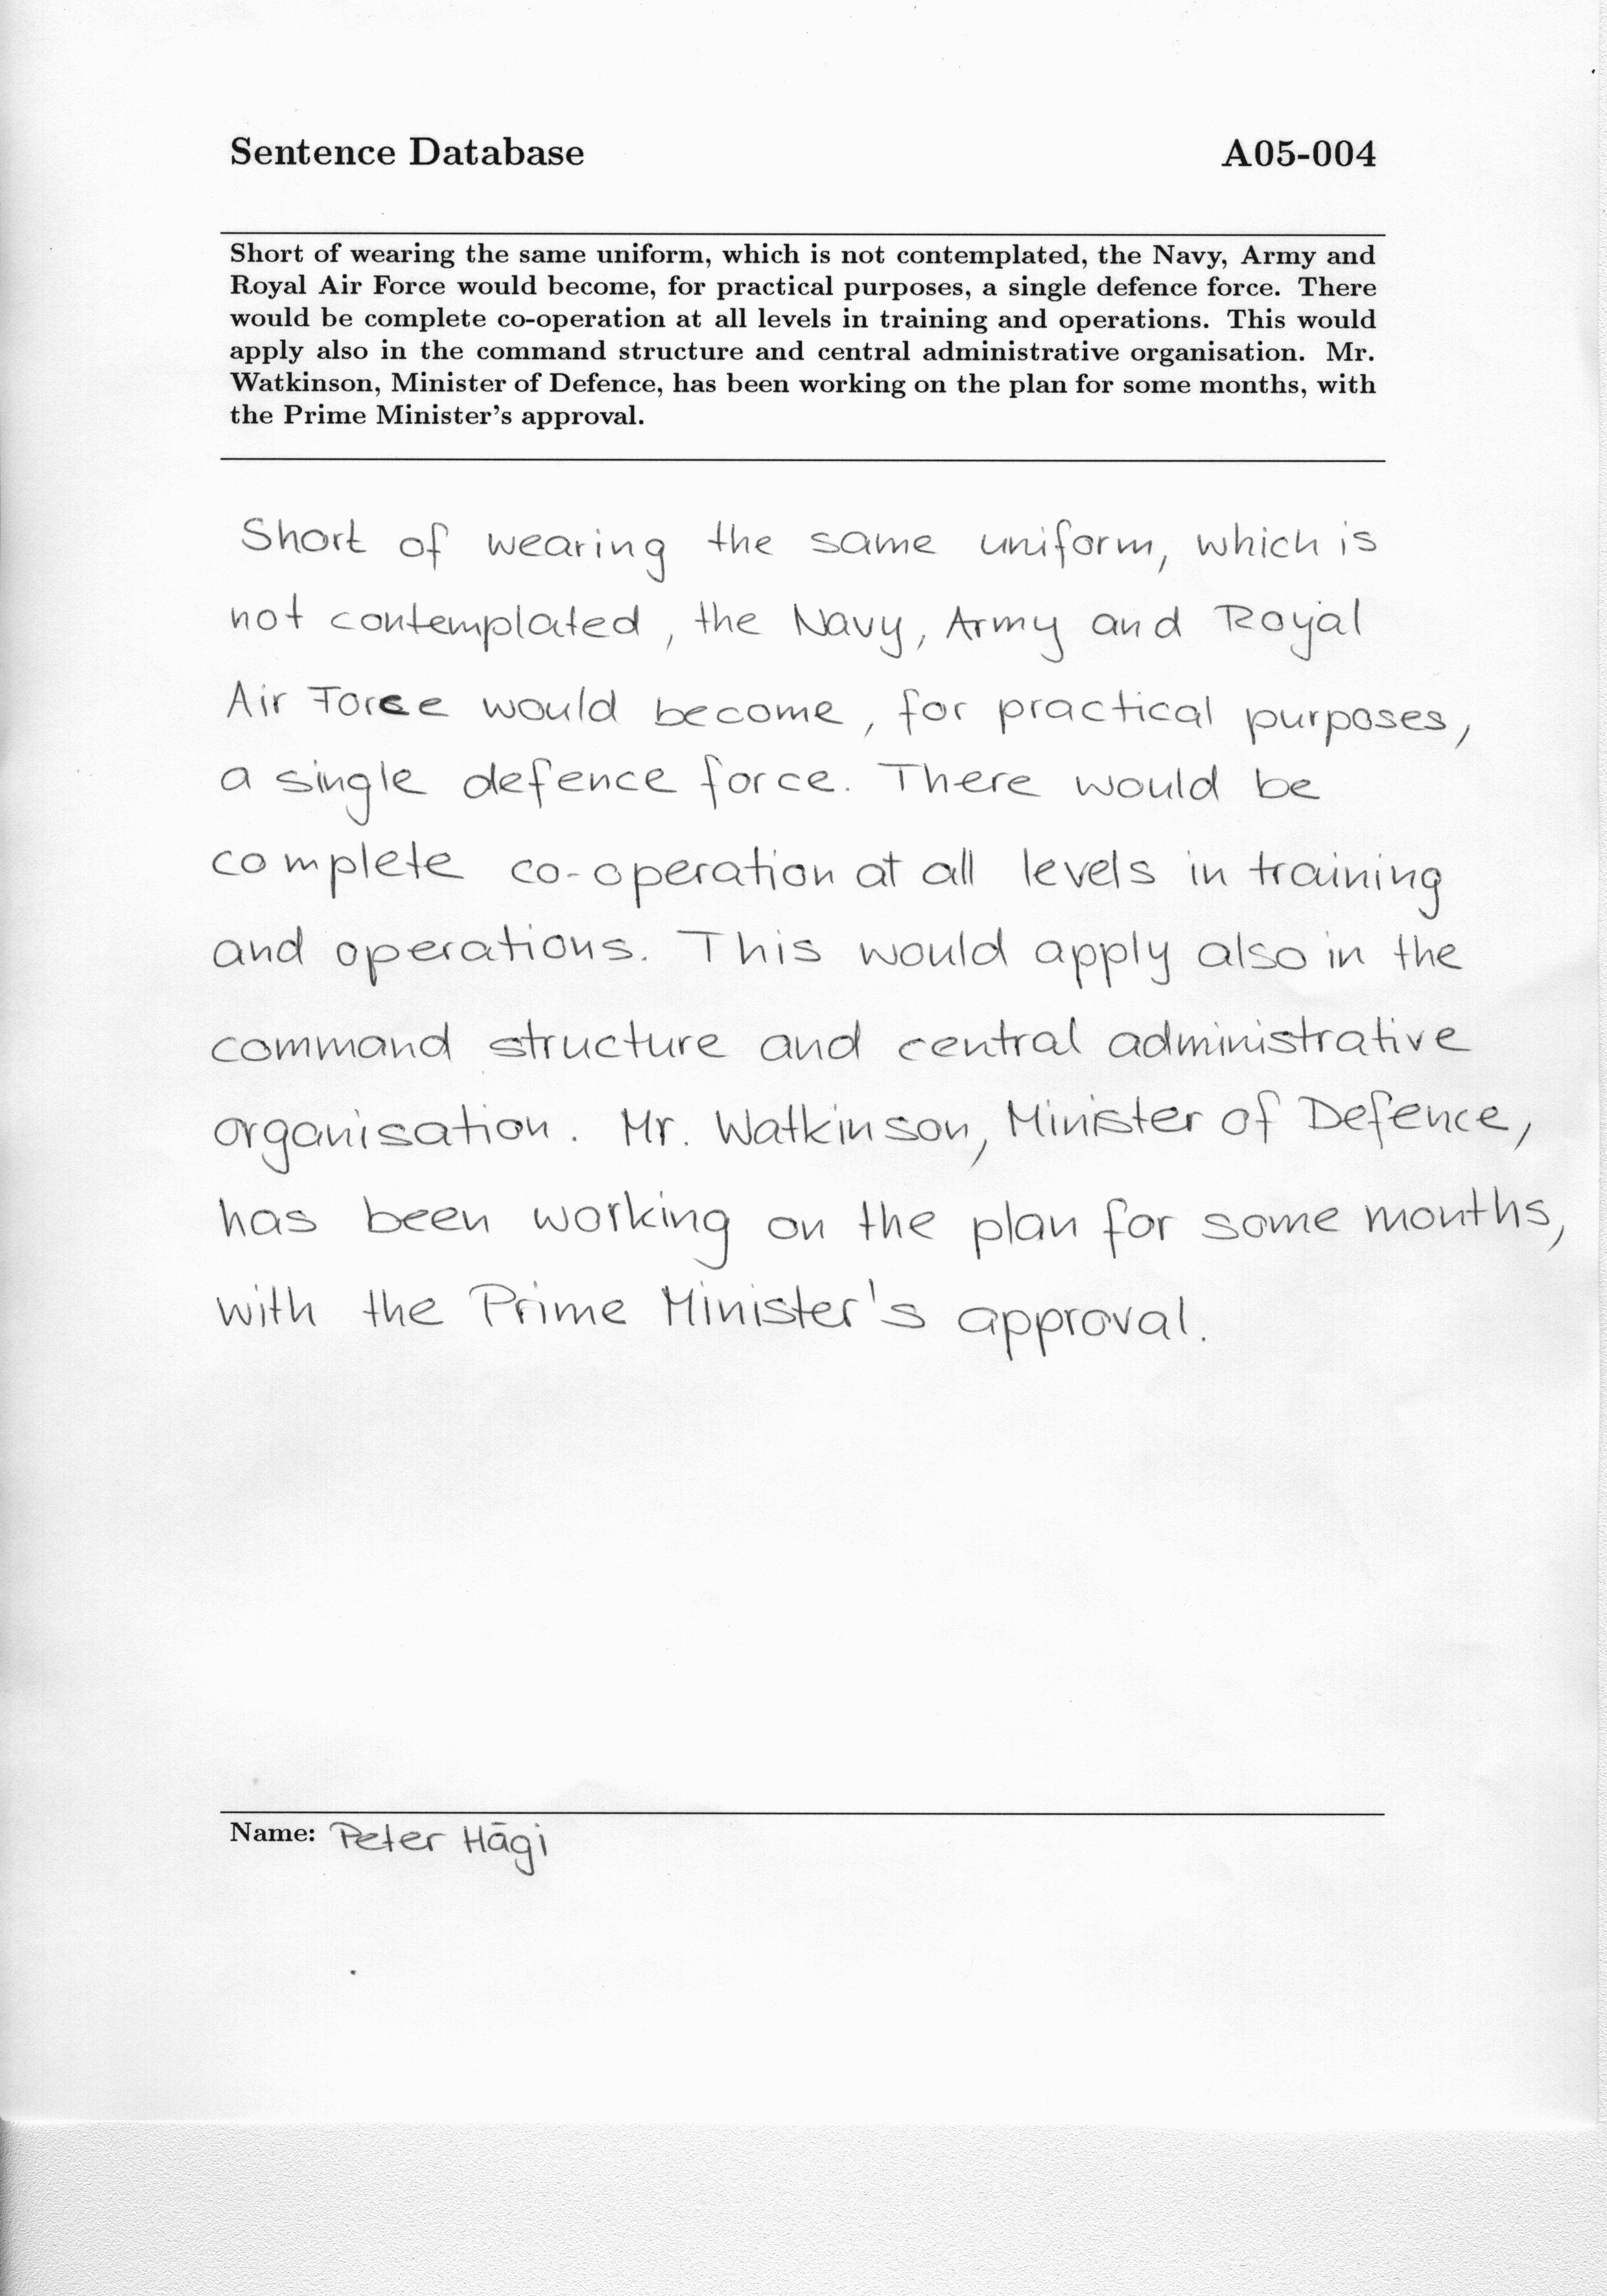 Sentence Database A05-004
Short of wearing the same uniform, which is not contemplated, the Navy, Army and
Royal Air Force would become, for practical purposes, a single defence force. There
would be complete co-operation at all levels in training and operations. This would
apply also in the command structure and central administrative organisation. Mr.
Watkinson, Minister of Defence, has been working on the plan for some months, with
the Prime Minister's approval.
Short of wearing the same uniform, which is
not contemplated, the Navy, Army and Royal
Air Force would become, for practical purposes,
a single defence force. There would be
complete co-operation at all levels in training
and operations. This would apply also in the
command structure and central administrative
organisation. Mr. Watkinson, Minister of Defence,
has been working on the plan for some months,
with the Prime Minister's approval.
Name: Peter Hägi